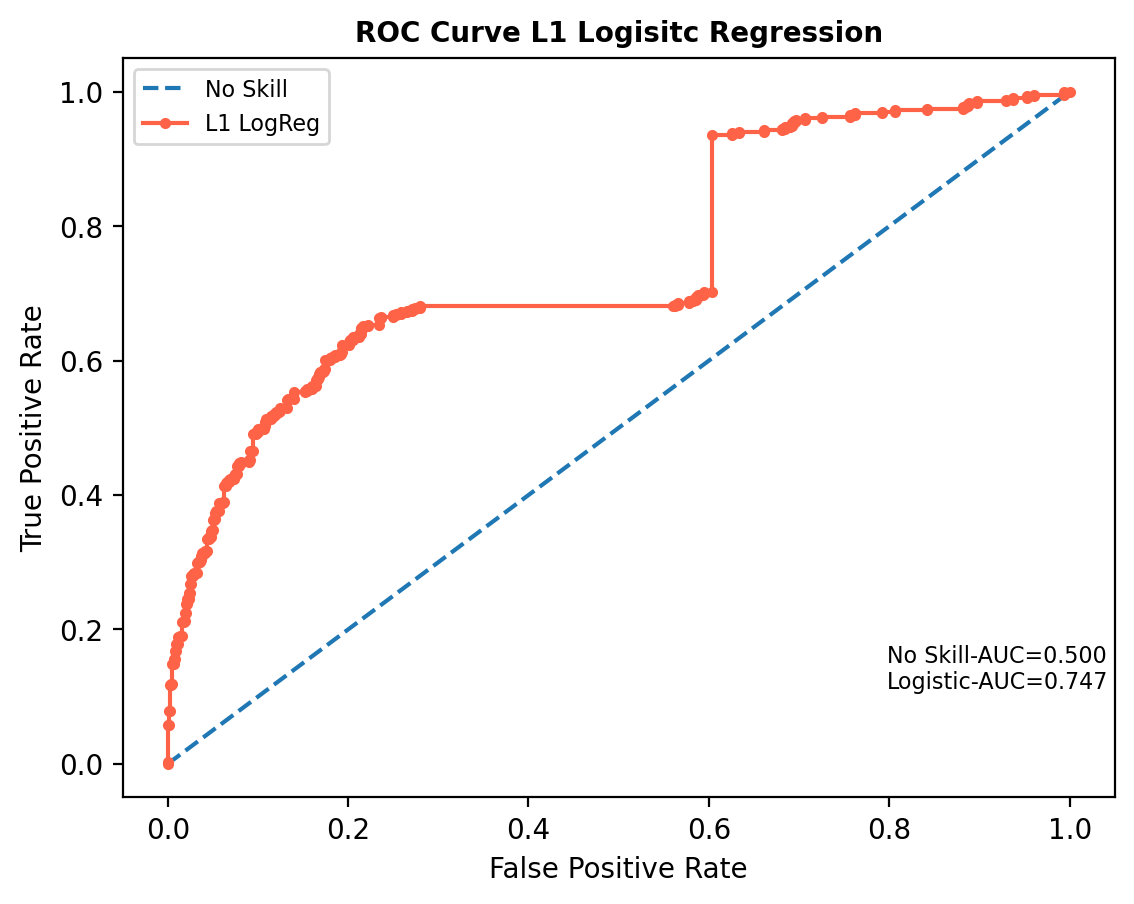 ROC Curve L1 Logisitc Regression
No Skill
L1 LogReg
1.0
0.8
0.6
0.4
0.2
0.0
True Positive Rate
No Skill-AUC=0.500
Logistic-AUC=0.747
0.0 0.2 0.4 0.6 0.8 1.0
False Positive Rate